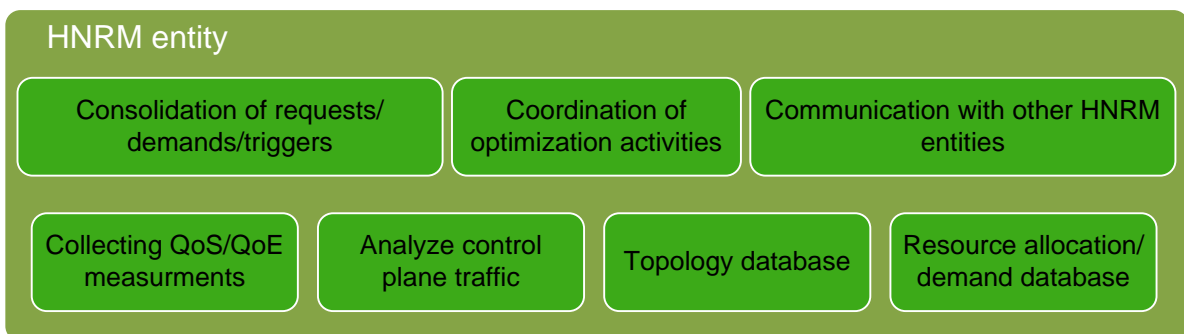 HNRM entity
Consolidation of requests/
demands/triggers
Coordination of
optimization activities
Communication with other HNRM
entities
Collecting QoS/QoE
measurments
Analyze control
plane traffic
Topology database
Resource allocation/
demand database